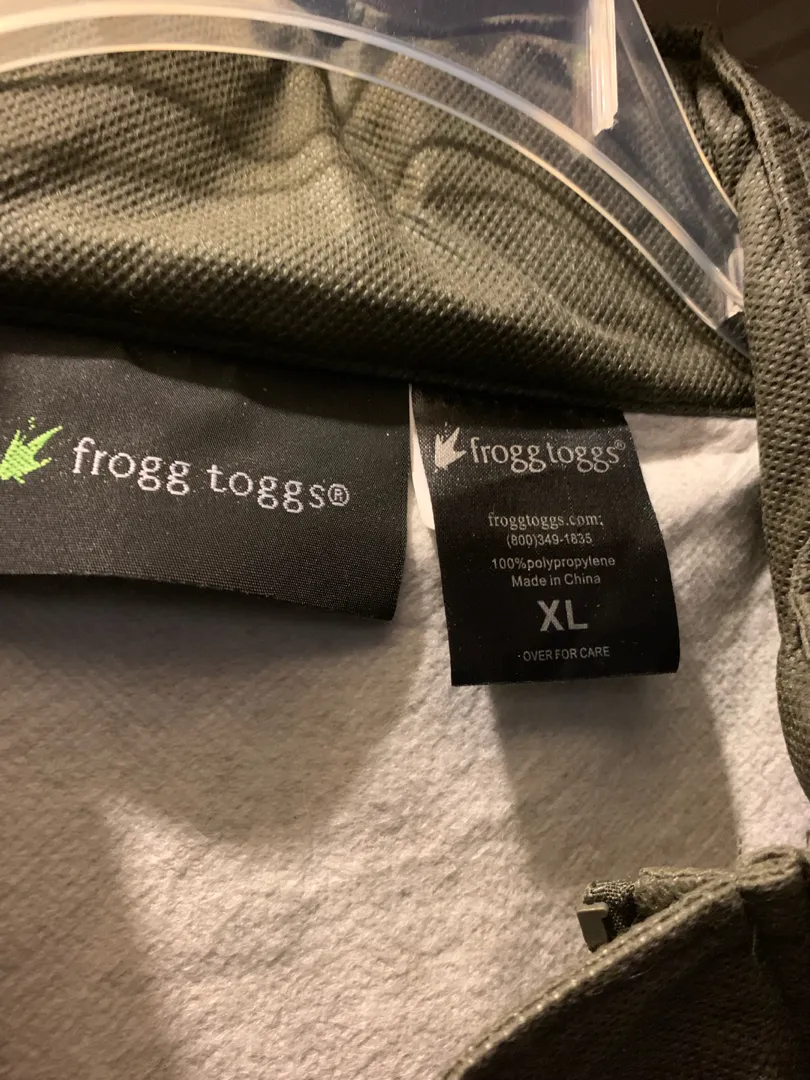 frogg toggs®
frogg toggs®
froggtoggs.com;
(800)349-1835
100%polypropylene
Made in China
XL
·OVER FOR CARE